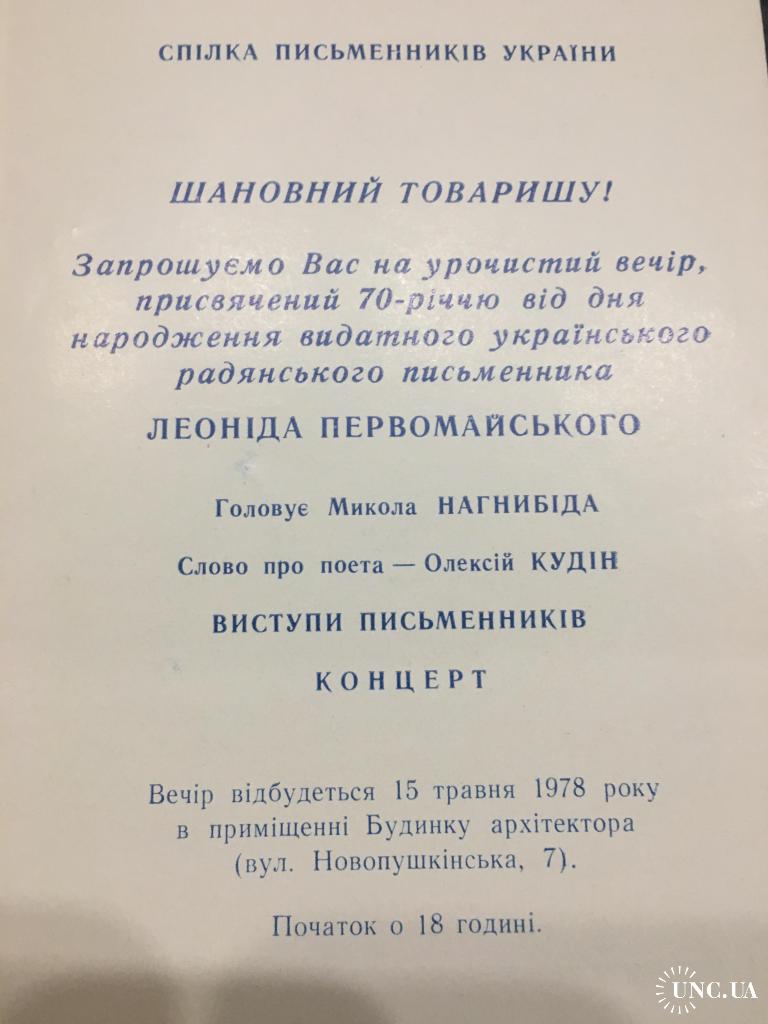 СПІЛКА ПИСЬМЕННИКІВ УКРАЇНИ
ШАНОВНИЙ ТОВАРИШУ!
Запрошуємо Вас на урочистий вечір,
присвячений 70-річчю від дня
народження видатного українського
радянського письменника
ЛЕОНІДА ПЕРВОМАЙСЬКОГО
Головує Микола НАГНИБІДА
Слово про поета — Олексій КУДІН
ВИСТУПИ ПИСЬМЕННИКІВ
КОНЦЕРТ
Вечір відбудеться 15 травня 1978 року
в приміщенні Будинку архітектора
(вул. Новопушкінська, 7).
Початок о 18 годині.
UNC.UA